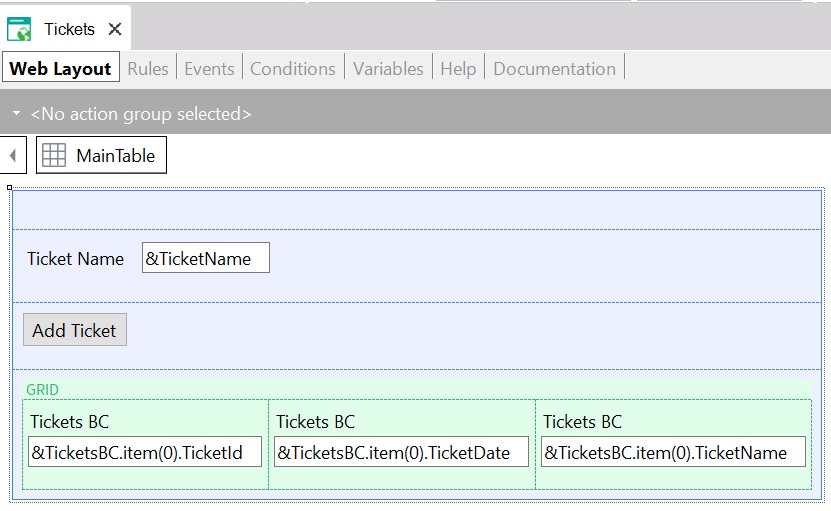 Tickets
Web Layout Rules Events Conditions Variables Help Documentation
<No action group selected>
MainTable
Ticket Name &TicketName
Add Ticket
GRID
Tickets BC Tickets BC Tickets BC
&TicketsBC.item(0).TicketId &TicketsBC.item(0).TicketDate &TicketsBC.item(0).TicketName